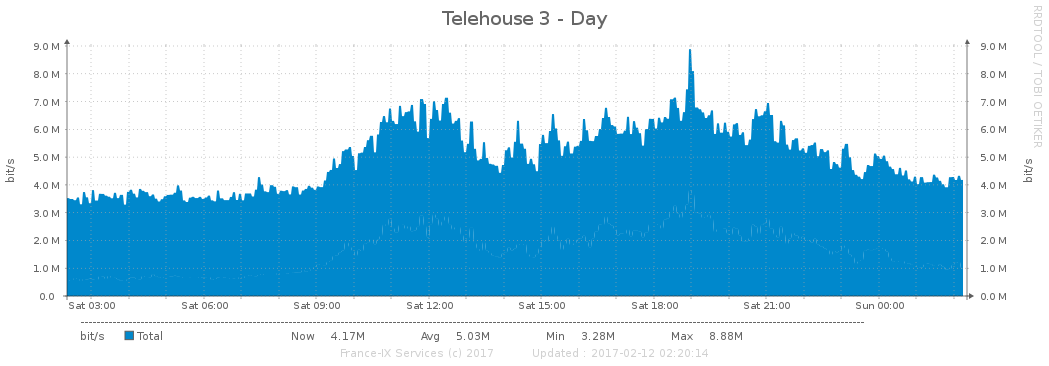 Telehouse 3 - Day
RRDTOOL / TOBI OETIKER
bit/s
bit/s
9.0 M 9.0 M
8.0 M 8.0 M
7.0 M 7.0 M
6.0 M 6.0 M
5.0 M 5.0 M
4.0 M 4.0 M
3.0 M 3.0 M
2.0 M 2.0 M
1.0 M 1.0 M
0.0 0.0 M
Sat 03:00 Sat 06:00 Sat 09:00 Sat 12:00 Sat 15:00 Sat 18:00 Sat 21:00 Sun 00:00
bit/s Total Now 4.17M Avg 5.03M Min 3.28M Max 8.88M
France-IX Services (c) 2017 Updated : 2017-02-12 02:20:14